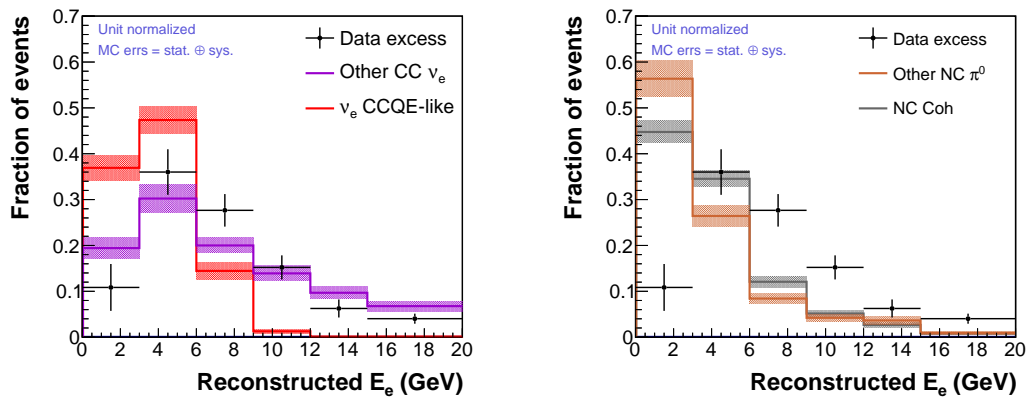 Unit normalized
MC errs = stat. ⊕ sys.
Data excess
Other CC νe
νe CCQE-like
Fraction of events
0.7
0.6
0.5
0.4
0.3
0.2
0.1
0
0 2 4 6 8 10 12 14 16 18 20
Reconstructed Ee (GeV)
Unit normalized
MC errs = stat. ⊕ sys.
Data excess
Other NC π0
NC Coh
Fraction of events
0.7
0.6
0.5
0.4
0.3
0.2
0.1
0
0 2 4 6 8 10 12 14 16 18 20
Reconstructed Ee (GeV)